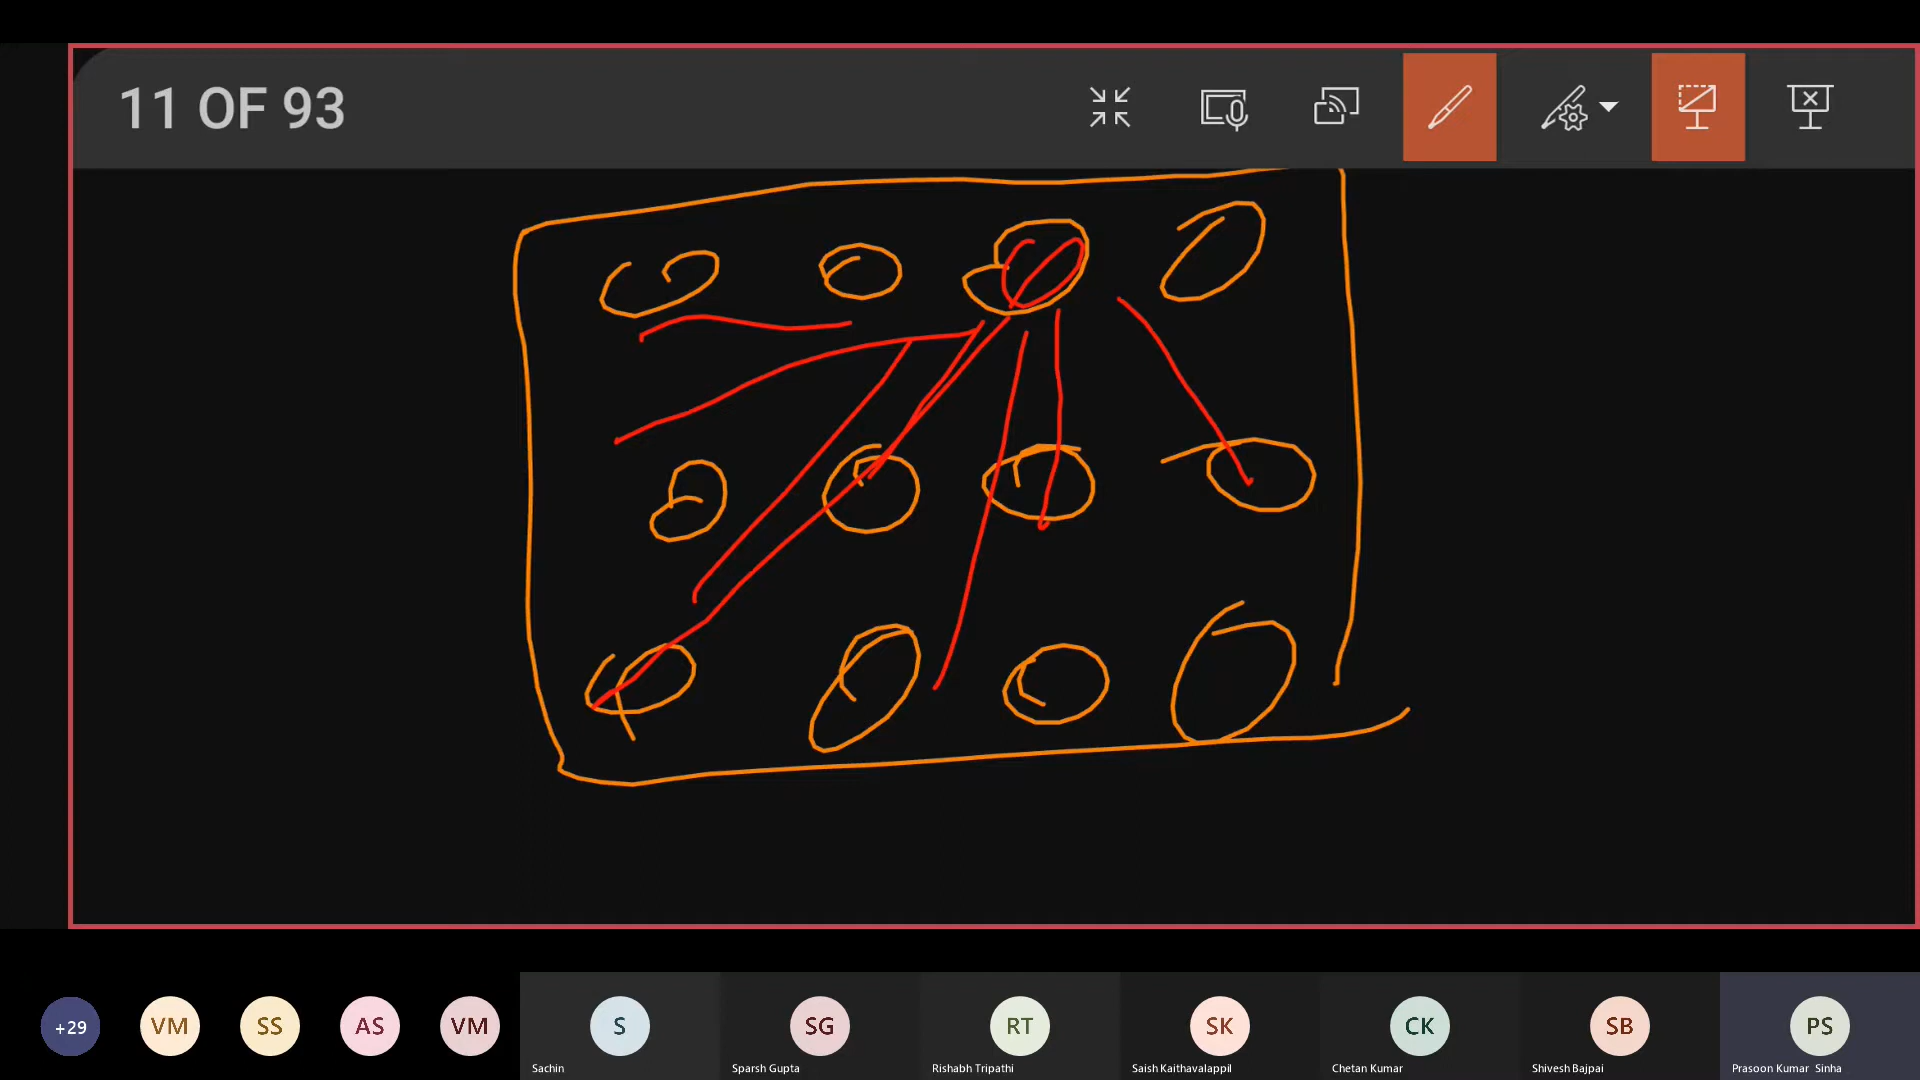 11 OF 93
+29
VM
SS
AS
VM
S
SG
RT
SK
CK
SB
PS
Sachin
Sparsh Gupta
Rishabh Tripathi
Saish Kaithavalappil
Chetan Kumar
Shivesh Bajpai
Prasoon Kumar Sinha